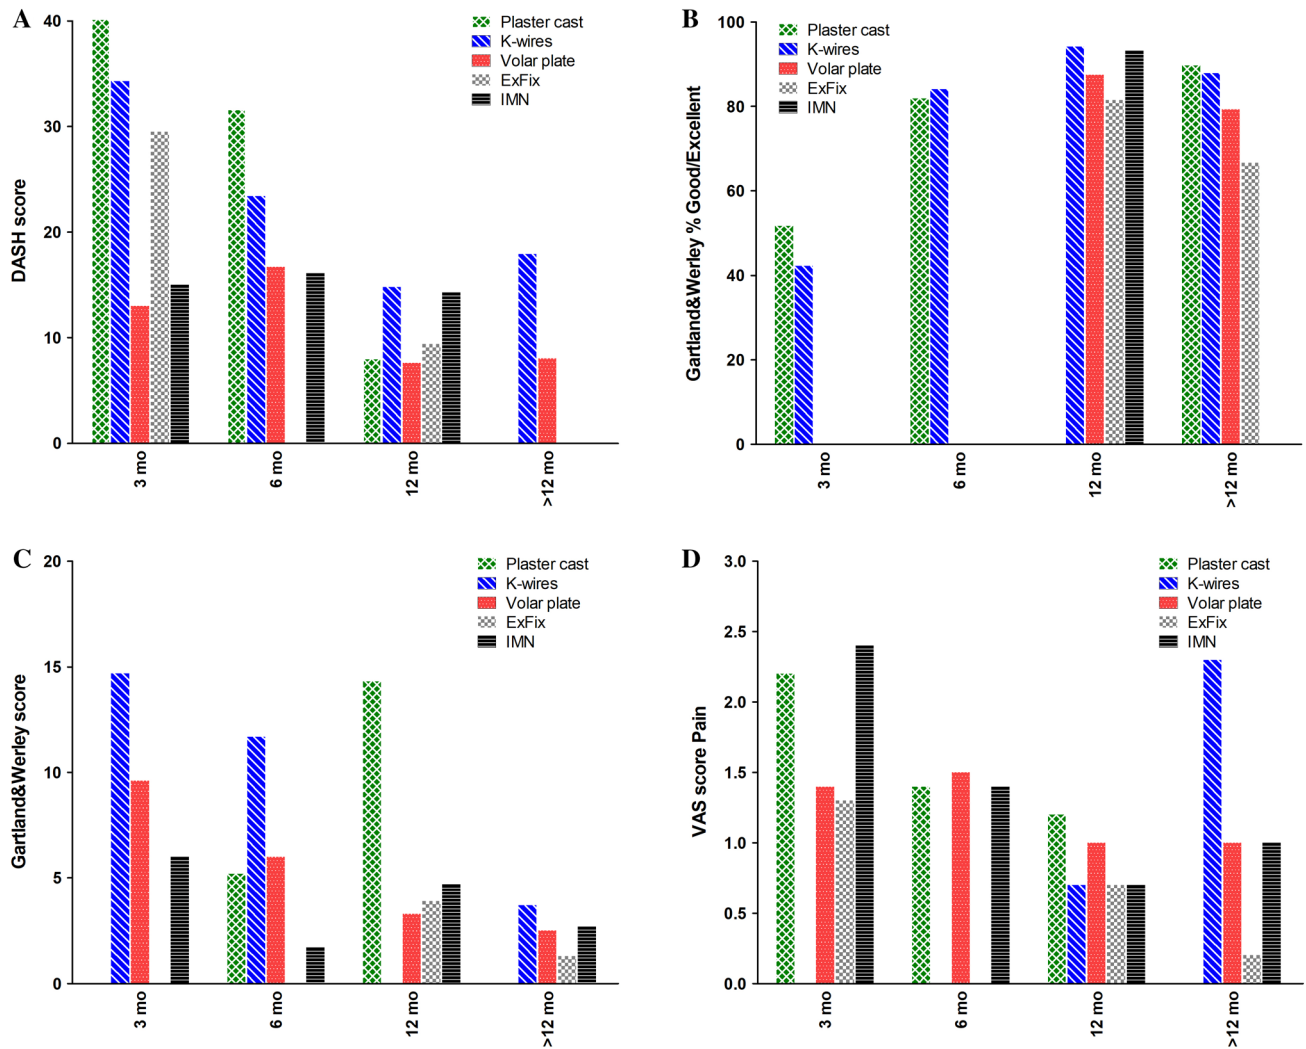 A
DASH score
40
30
20
10
0
3 mo
6 mo
12 mo
>12 mo
Plaster cast
K-wires
Volar plate
ExFix
IMN
B
Gartland&Werley % Good/Excellent
100
80
60
40
20
0
3 mo
6 mo
12 mo
>12 mo
Plaster cast
K-wires
Volar plate
ExFix
IMN
C
Gartland&Werley score
20
15
10
5
0
3 mo
6 mo
12 mo
>12 mo
Plaster cast
K-wires
Volar plate
ExFix
IMN
D
VAS score Pain
3.0
2.5
2.0
1.5
1.0
0.5
0.0
3 mo
6 mo
12 mo
>12 mo
Plaster cast
K-wires
Volar plate
ExFix
IMN